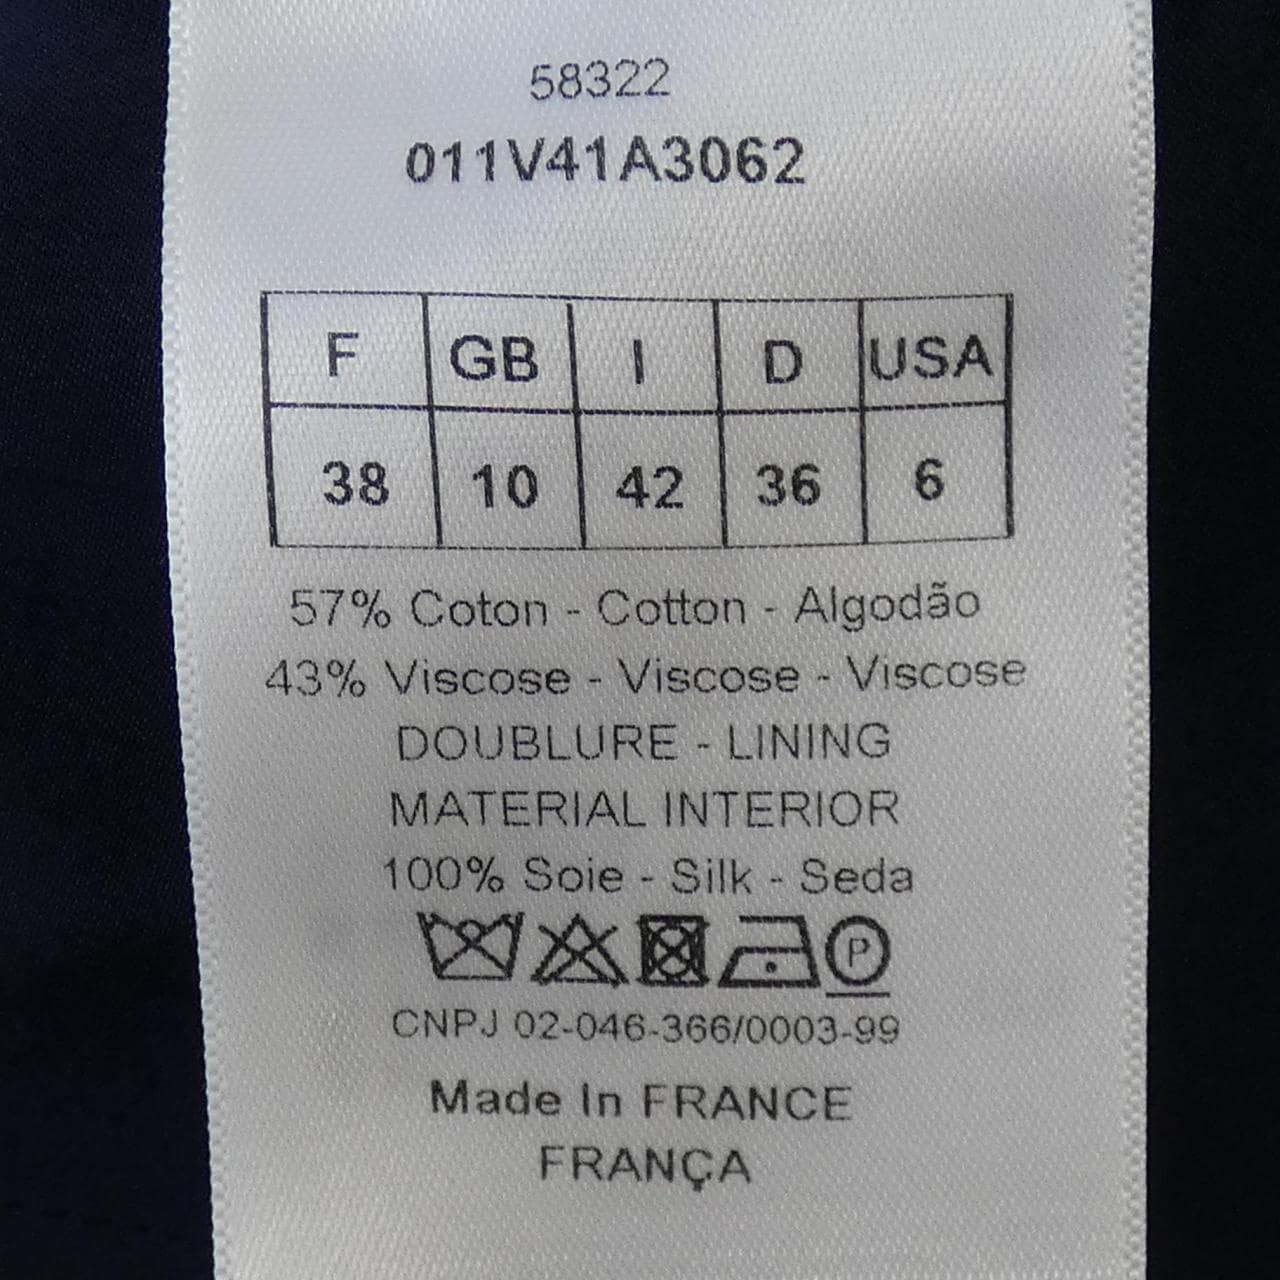 58322
011V41A3062
F GB I D USA
38 10 42 36 6
57% Coton - Cotton - Algodão
43% Viscose - Viscose - Viscose
DOUBLURE - LINING
MATERIAL INTERIOR
100% Soie - Silk - Seda
P
CNPJ 02-046-366/0003-99
Made In FRANCE
FRANÇA